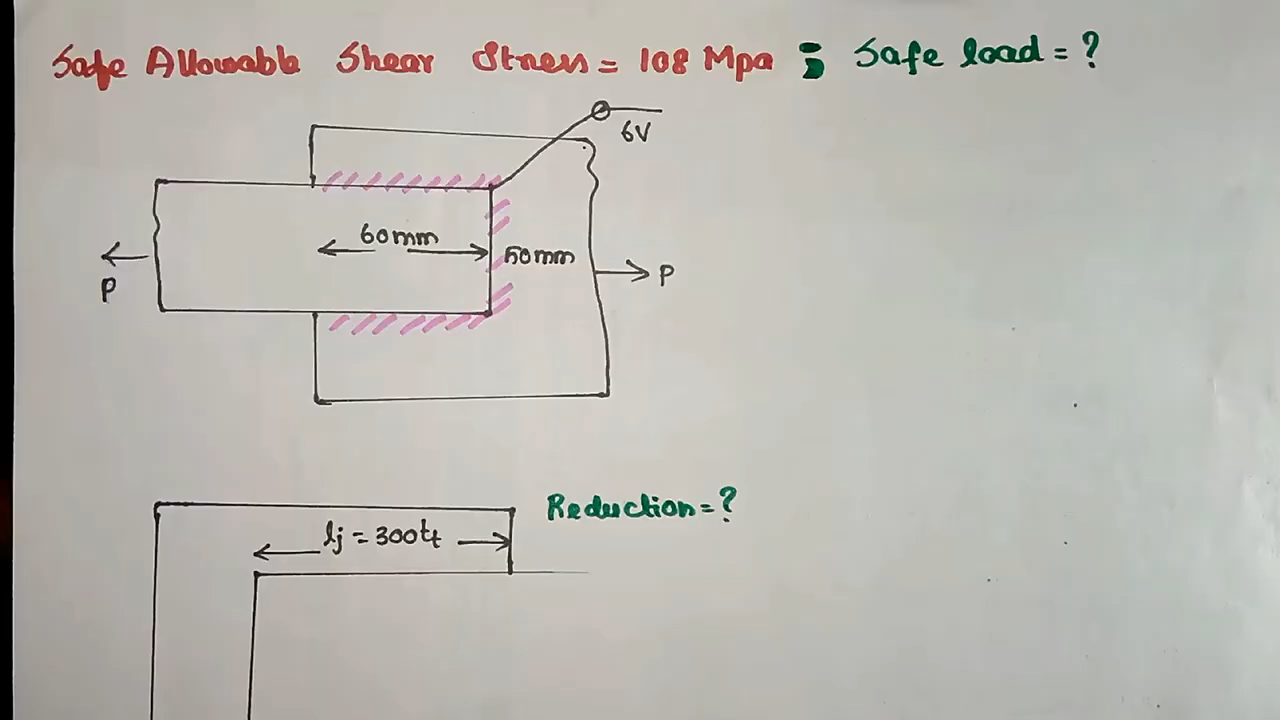 Safe Allowable Shear Stress = 108 Mpa ; Safe load = ?
6V
60mm
50mm
P
P
Reduction = ?
lj = 300tt